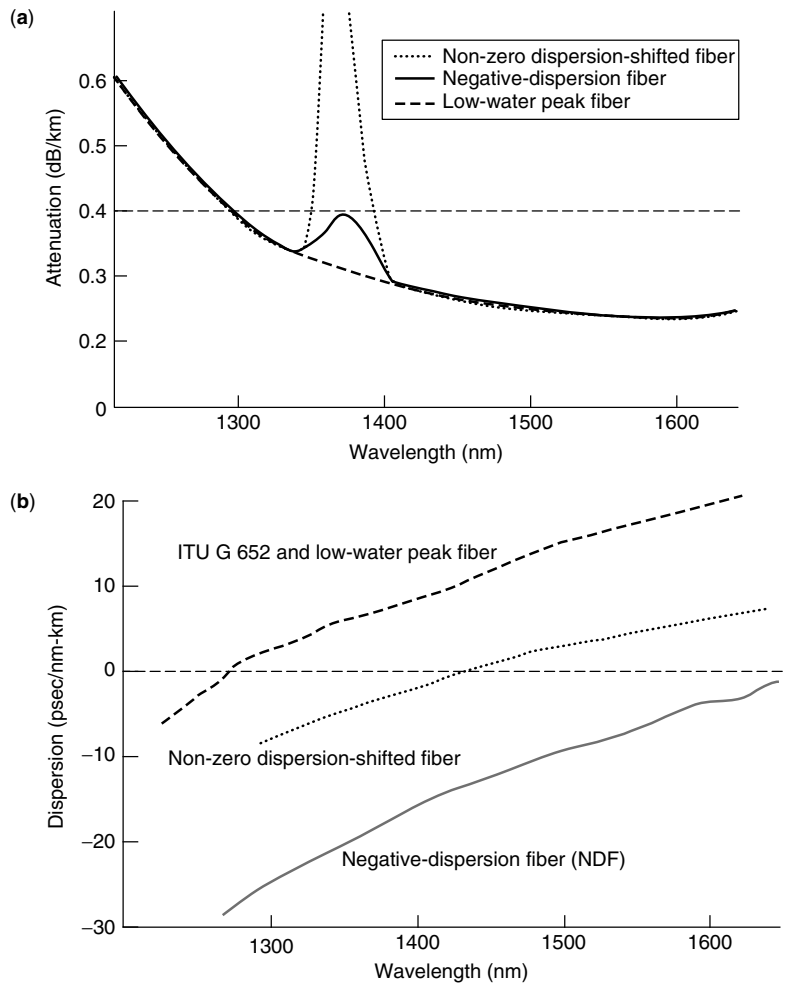 (a)
Non-zero dispersion-shifted fiber
Negative-dispersion fiber
Low-water peak fiber
Attenuation (dB/km)
0.6
0.5
0.4
0.3
0.2
0
1300
1400
1500
1600
Wavelength (nm)
(b)
ITU G 652 and low-water peak fiber
Dispersion (psec/nm-km)
20
10
0
–10
–20
–30
Non-zero dispersion-shifted fiber
Negative-dispersion fiber (NDF)
1300
1400
1500
1600
Wavelength (nm)